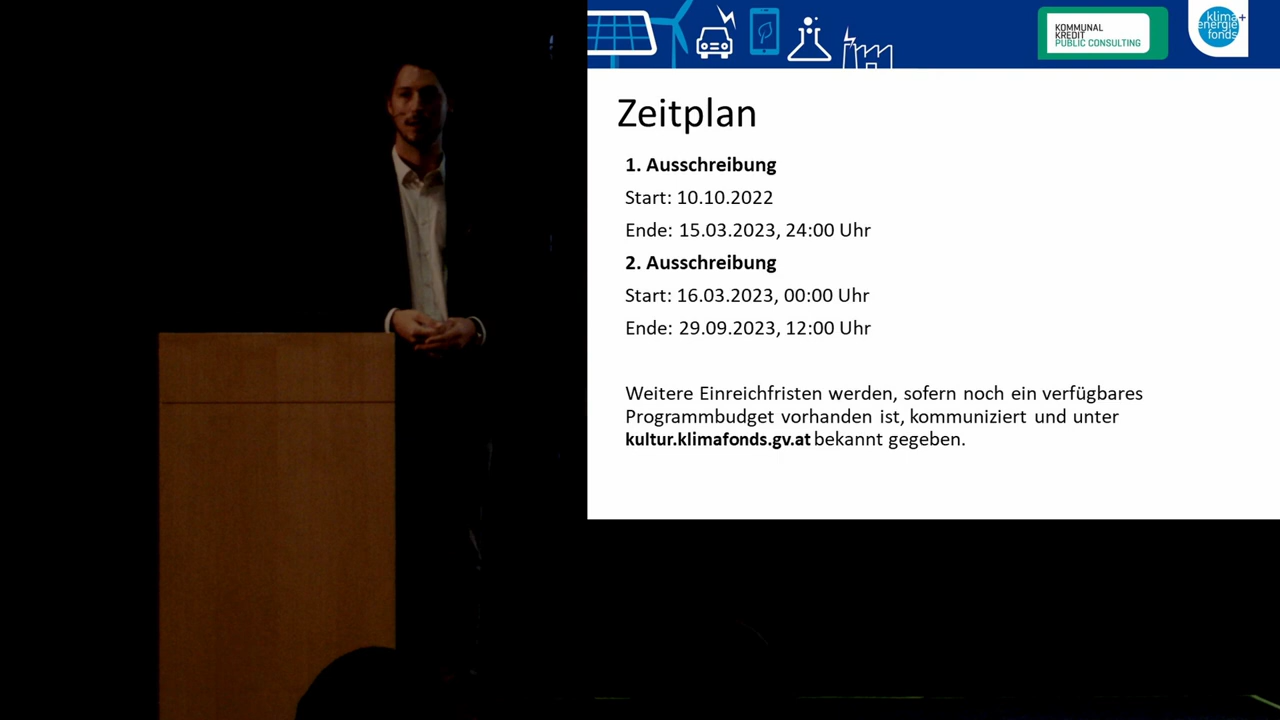 KOMMUNAL
KREDIT
PUBLIC CONSULTING
klima+
energie
fonds
Zeitplan
1. Ausschreibung
Start: 10.10.2022
Ende: 15.03.2023, 24:00 Uhr
2. Ausschreibung
Start: 16.03.2023, 00:00 Uhr
Ende: 29.09.2023, 12:00 Uhr
Weitere Einreichfristen werden, sofern noch ein verfügbares
Programmbudget vorhanden ist, kommuniziert und unter
kultur.klimafonds.gv.at bekannt gegeben.